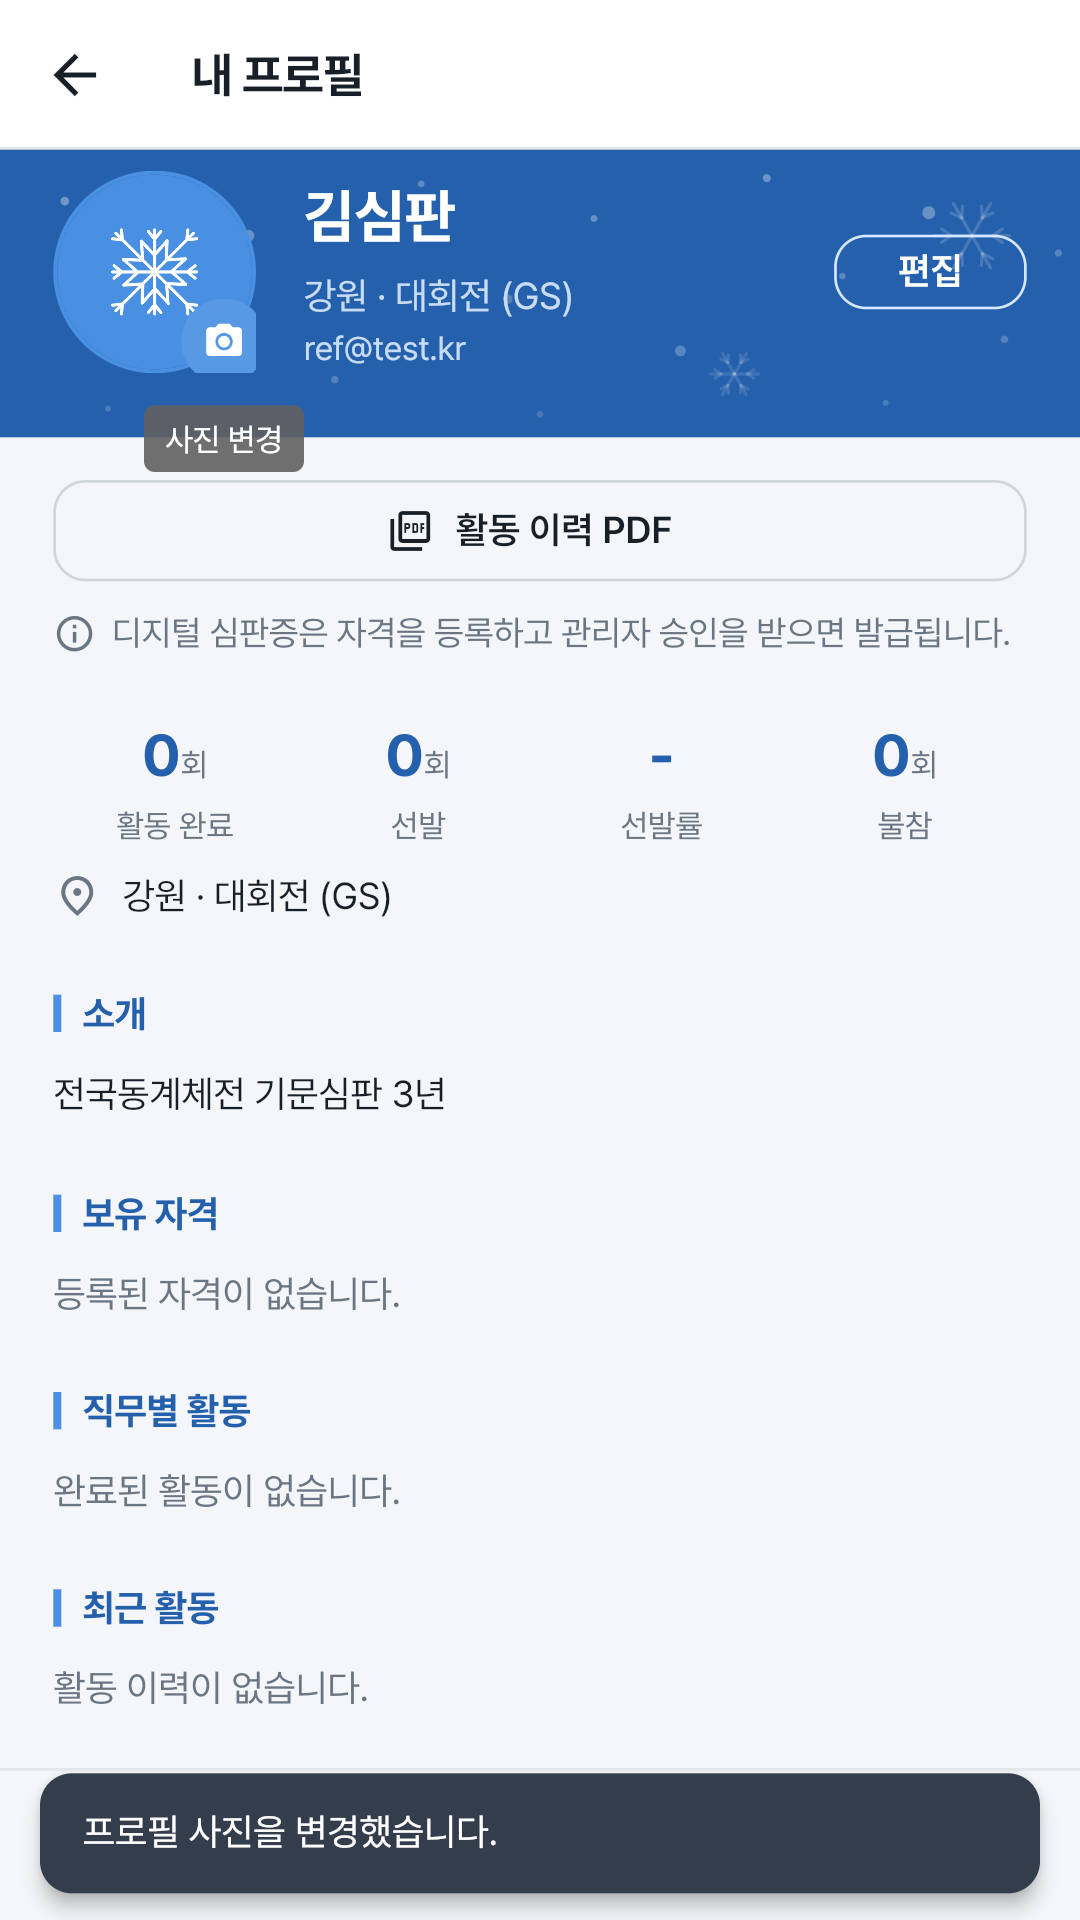 내 프로필
김심판
강원 · 대회전 (GS)
ref@test.kr
편집
사진 변경
PDF 활동 이력 PDF
디지털 심판증은 자격을 등록하고 관리자 승인을 받으면 발급됩니다.
0회 0회 - 0회
활동 완료 선발 선발률 불참
강원 · 대회전 (GS)
소개
전국동계체전 기문심판 3년
보유 자격
등록된 자격이 없습니다.
직무별 활동
완료된 활동이 없습니다.
최근 활동
활동 이력이 없습니다.
프로필 사진을 변경했습니다.